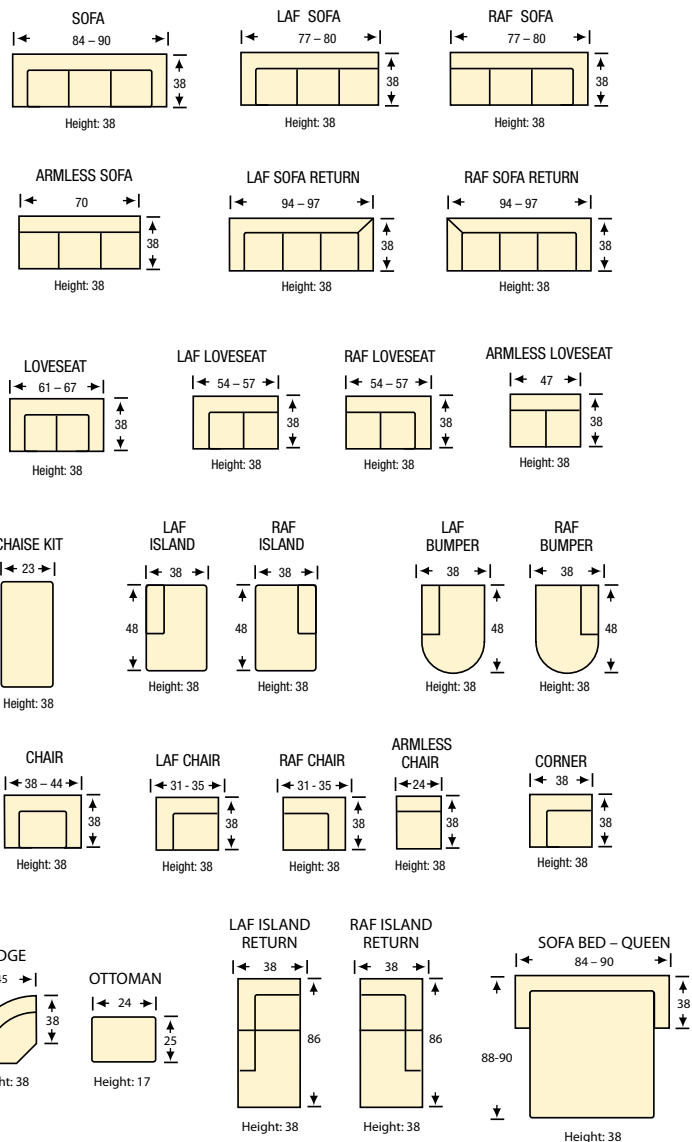 SOFA
84 – 90
38
Height: 38
LAF SOFA
77 – 80
38
Height: 38
RAF SOFA
77 – 80
38
Height: 38
ARMLESS SOFA
70
38
Height: 38
LAF SOFA RETURN
94 – 97
38
Height: 38
RAF SOFA RETURN
94 – 97
38
Height: 38
LOVESEAT
61 – 67
38
Height: 38
LAF LOVESEAT
54 – 57
38
Height: 38
RAF LOVESEAT
54 – 57
38
Height: 38
ARMLESS LOVESEAT
47
38
Height: 38
CHAISE KIT
23
Height: 38
LAF
ISLAND
38
48
Height: 38
RAF
ISLAND
38
48
Height: 38
LAF
BUMPER
38
48
Height: 38
RAF
BUMPER
38
48
Height: 38
CHAIR
38 – 44
38
Height: 38
LAF CHAIR
31 - 35
38
Height: 38
RAF CHAIR
31 - 35
38
Height: 38
ARMLESS
CHAIR
24
38
Height: 38
CORNER
38
38
Height: 38
DGE
45
38
ht: 38
OTTOMAN
24
25
Height: 17
LAF ISLAND
RETURN
38
86
Height: 38
RAF ISLAND
RETURN
38
86
Height: 38
SOFA BED – QUEEN
84 – 90
38
88-90
Height: 38